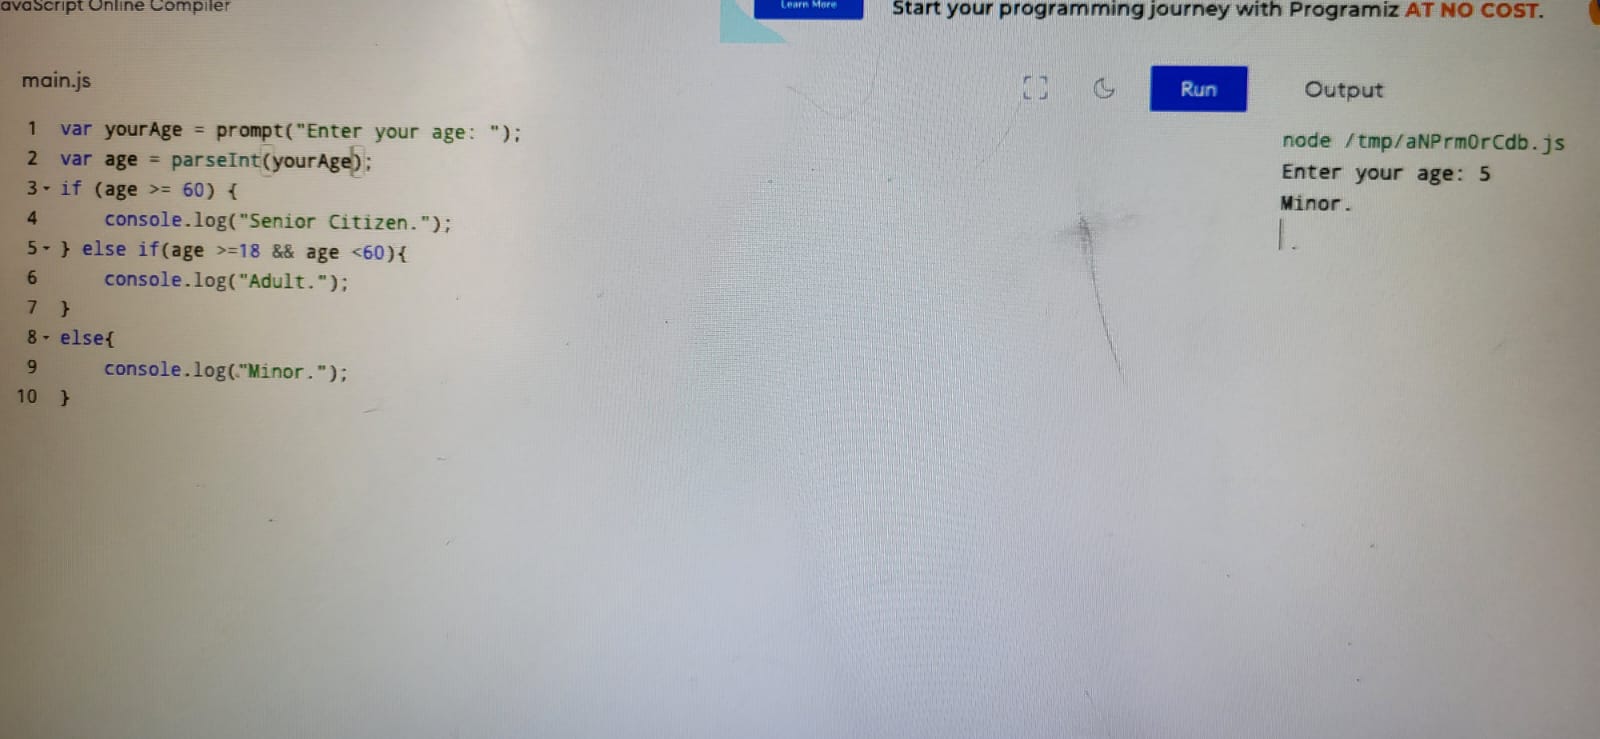 JavaScript Online Compiler
Learn More
Start your programming journey with Programiz AT NO COST.
main.js
Run
Output
1 var yourAge = prompt("Enter your age: ");
2 var age = parseInt(yourAge);
3 if (age >= 60) {
4 console.log("Senior Citizen.");
5 } else if(age >=18 && age <60){
6 console.log("Adult.");
7 }
8 else{
9 console.log("Minor.");
10 }
node /tmp/aNPrmOrCdb.js
Enter your age: 5
Minor.